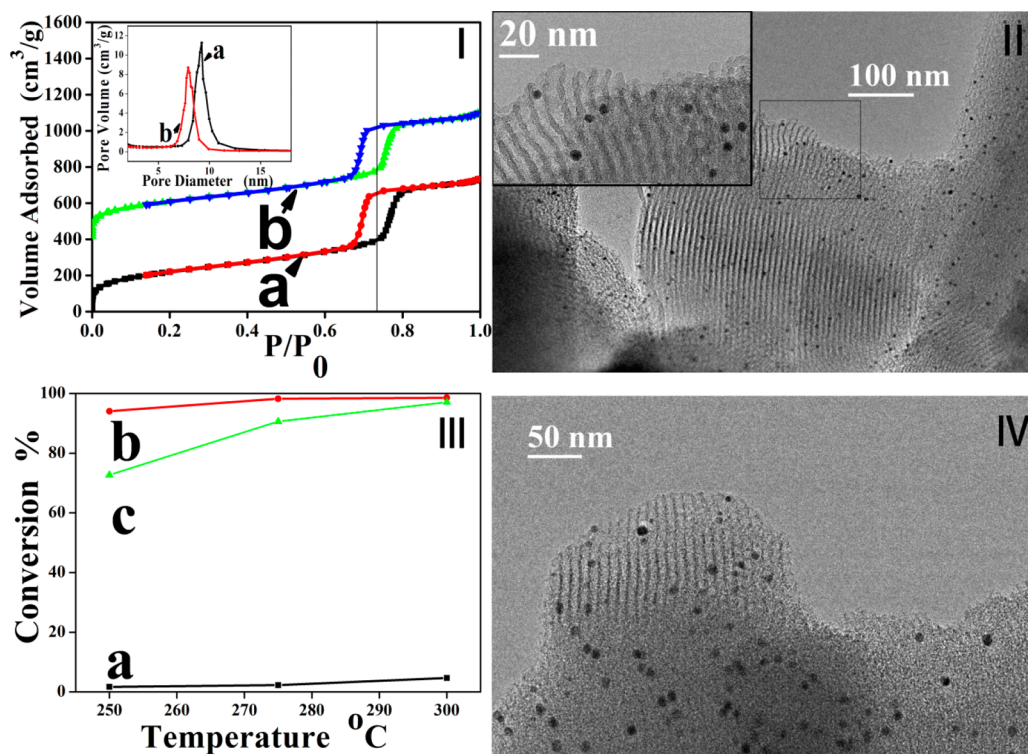 I
Volume Adsorbed (cm³/g)
1600
1400
1200
1000
800
600
400
200
0
0.0 0.2 0.4 0.6 0.8 1.0
P/P₀
b
a
Pore Volume (cm³/g)
12
10
8
6
4
2
0
5 10 15
Pore Diameter (nm)
a
b
II
20 nm
100 nm
III
Conversion %
100
80
60
40
20
0
b
c
a
250 260 270 280 290 300
Temperature °C
IV
50 nm